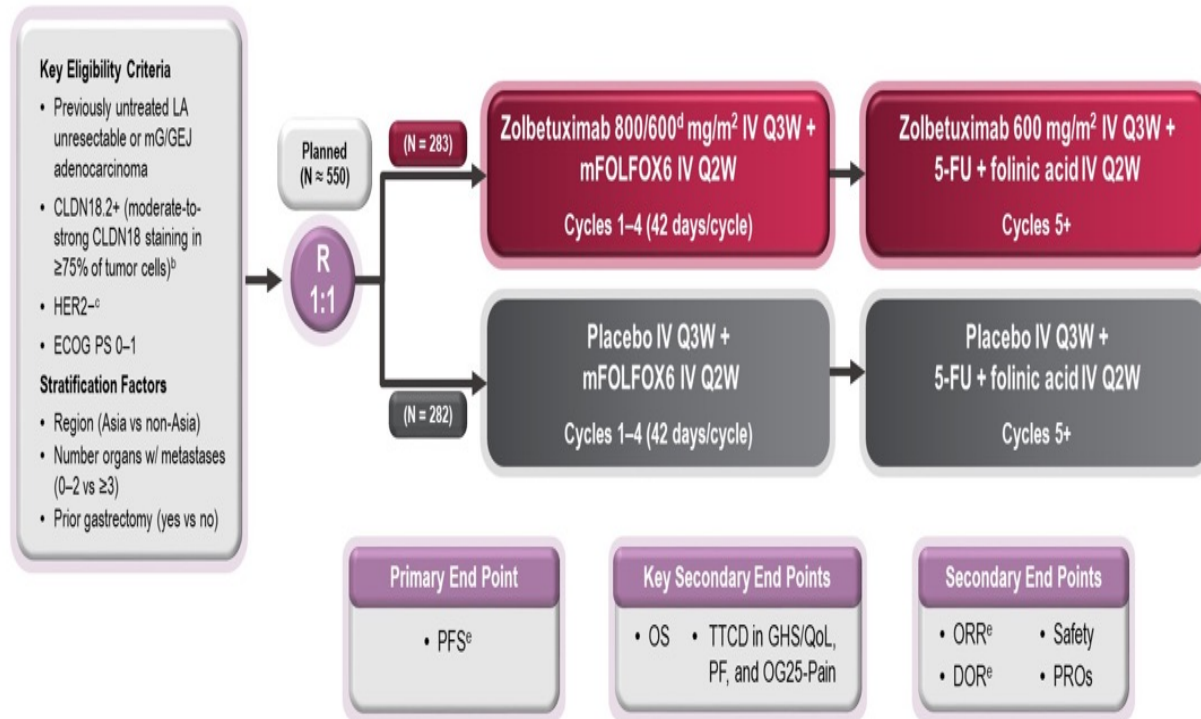 Key Eligibility Criteria
• Previously untreated LA
unresectable or mG/GEJ
adenocarcinoma
• CLDN18.2+ (moderate-to-
strong CLDN18 staining in
≥75% of tumor cells)ᵇ
• HER2−ᶜ
• ECOG PS 0–1
Stratification Factors
• Region (Asia vs non-Asia)
• Number organs w/ metastases
(0–2 vs ≥3)
• Prior gastrectomy (yes vs no)
Planned
(N ≈ 550)
R
1:1
(N = 283)
Zolbetuximab 800/600ᵈ mg/m² IV Q3W +
mFOLFOX6 IV Q2W
Cycles 1–4 (42 days/cycle)
Zolbetuximab 600 mg/m² IV Q3W +
5-FU + folinic acid IV Q2W
Cycles 5+
(N = 282)
Placebo IV Q3W +
mFOLFOX6 IV Q2W
Cycles 1–4 (42 days/cycle)
Placebo IV Q3W +
5-FU + folinic acid IV Q2W
Cycles 5+
Primary End Point
• PFSᵉ
Key Secondary End Points
• OS • TTCD in GHS/QoL,
PF, and OG25-Pain
Secondary End Points
• ORRᵉ • Safety
• DORᵉ • PROs